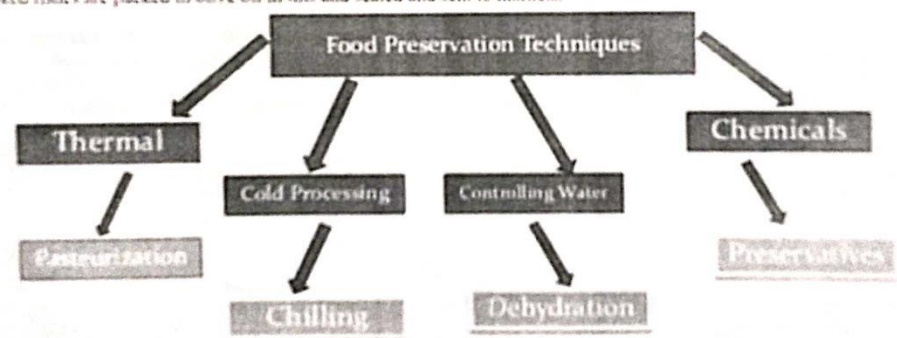 Food Preservation Techniques
Thermal
Chemicals
Cold Processing
Controlling Water
Pasteurization
Preservatives
Chilling
Dehydration